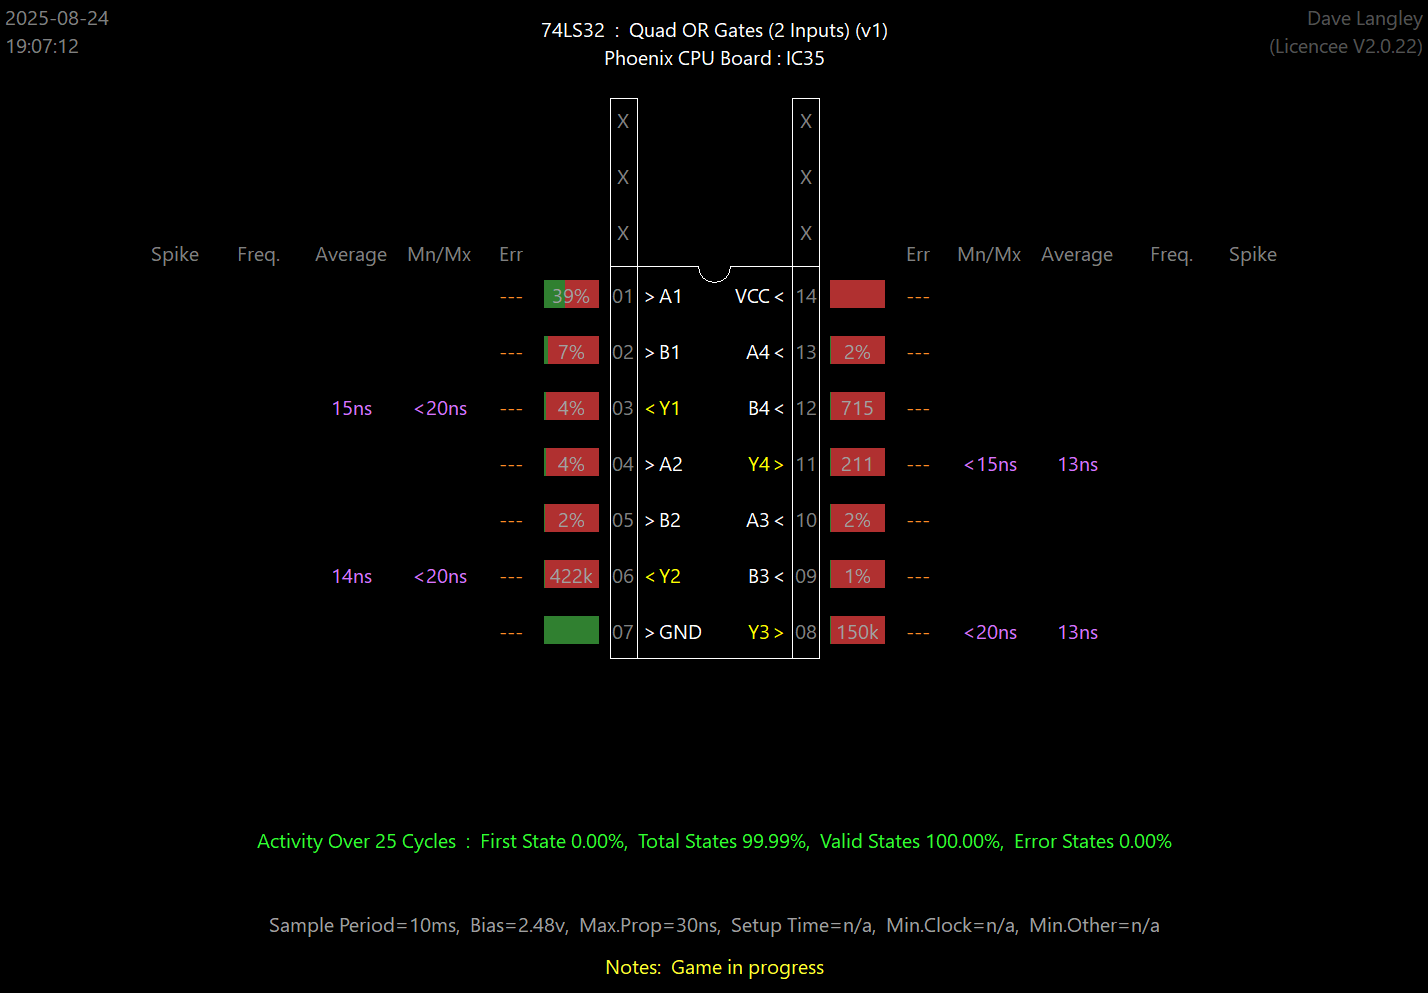 2025-08-24
19:07:12
74LS32 : Quad OR Gates (2 Inputs) (v1)
Phoenix CPU Board : IC35
Dave Langley
(Licencee V2.0.22)
X X
X X
X X
Spike Freq. Average Mn/Mx Err Err Mn/Mx Average Freq. Spike
--- 39% 01 >A1 VCC< 14 ---
--- 7% 02 >B1 A4< 13 2% ---
15ns <20ns --- 4% 03 <Y1 B4< 12 715 ---
--- 4% 04 >A2 Y4> 11 211 --- <15ns 13ns
--- 2% 05 >B2 A3< 10 2% ---
14ns <20ns --- 422k 06 <Y2 B3< 09 1% ---
--- 07 >GND Y3> 08 150k --- <20ns 13ns
Activity Over 25 Cycles : First State 0.00%, Total States 99.99%, Valid States 100.00%, Error States 0.00%
Sample Period=10ms, Bias=2.48v, Max.Prop=30ns, Setup Time=n/a, Min.Clock=n/a, Min.Other=n/a
Notes: Game in progress